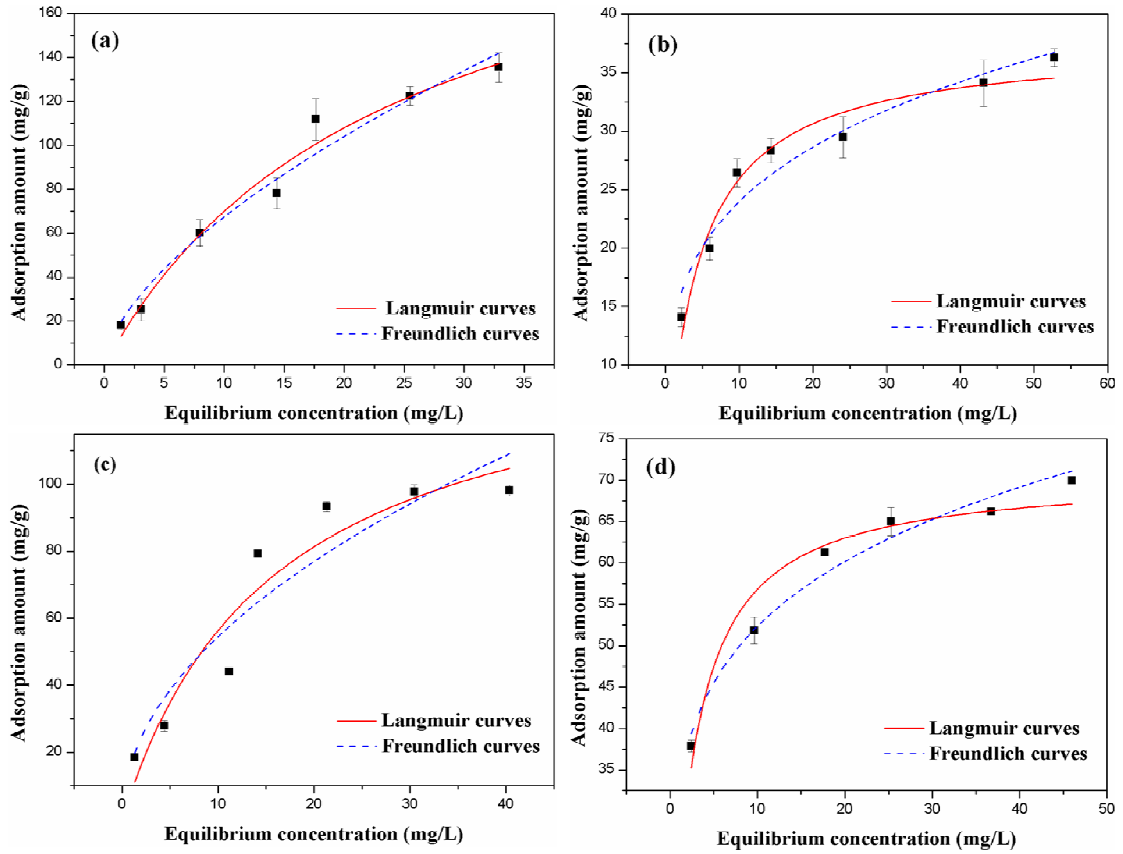 (a)
160
140
120
100
80
60
40
20
0
Adsorption amount (mg/g)
Langmuir curves
Freundlich curves
0 5 10 15 20 25 30 35
Equilibrium concentration (mg/L)
(b)
40
35
30
25
20
15
10
Adsorption amount (mg/g)
Langmuir curves
Freundlich curves
0 10 20 30 40 50 60
Equilibrium concentration (mg/L)
(c)
100
80
60
40
20
Adsorption amount (mg/g)
Langmuir curves
Freundlich curves
0 10 20 30 40
Equilibrium concentration (mg/L)
(d)
75
70
65
60
55
50
45
40
35
Adsorption amount (mg/g)
Langmuir curves
Freundlich curves
0 10 20 30 40 50
Equilibrium concentration (mg/L)